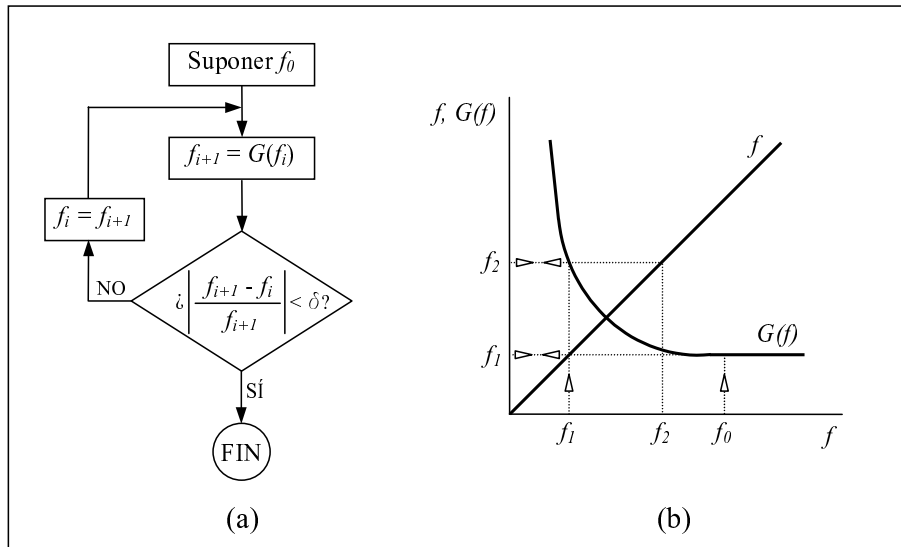 Suponer f0
fi+1 = G(fi)
fi = fi+1
NO
¿| fi+1 - fi / fi+1 | < δ?
SÍ
FIN
(a)
f, G(f)
f
f2
f1
G(f)
f1 f2 f0 f
(b)